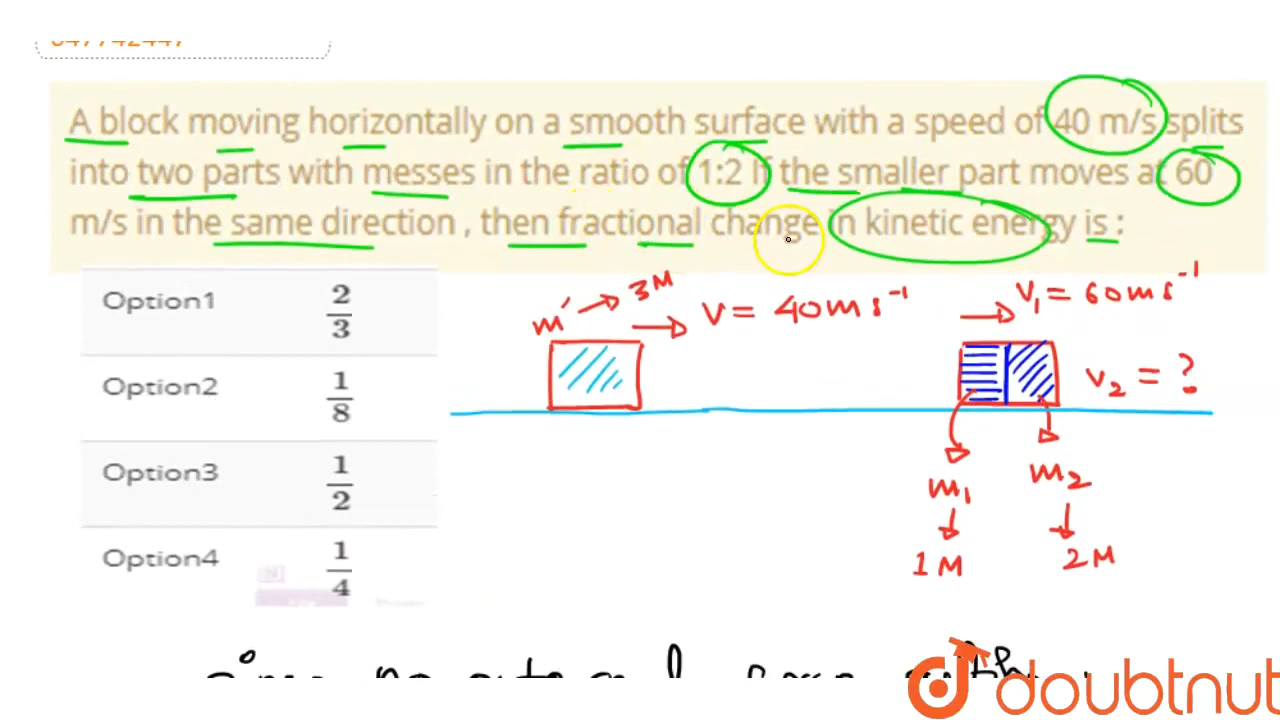 A block moving horizontally on a smooth surface with a speed of 40 m/s splits
into two parts with messes in the ratio of 1:2 If the smaller part moves at 60
m/s in the same direction , then fractional change in kinetic energy is :
Option1 2/3
Option2 1/8
Option3 1/2
Option4 1/4
m' → 3M
→ V = 40 m s⁻¹
→ V₁ = 60 m s⁻¹
V₂ = ?
m₁ m₂
1M 2M
doubtnut